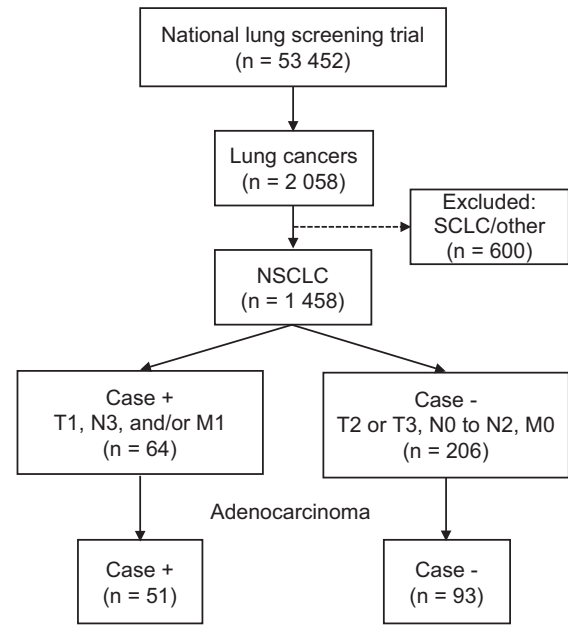 National lung screening trial
(n = 53 452)
Lung cancers
(n = 2 058)
Excluded:
SCLC/other
(n = 600)
NSCLC
(n = 1 458)
Case +
T1, N3, and/or M1
(n = 64)
Case -
T2 or T3, N0 to N2, M0
(n = 206)
Adenocarcinoma
Case +
(n = 51)
Case -
(n = 93)